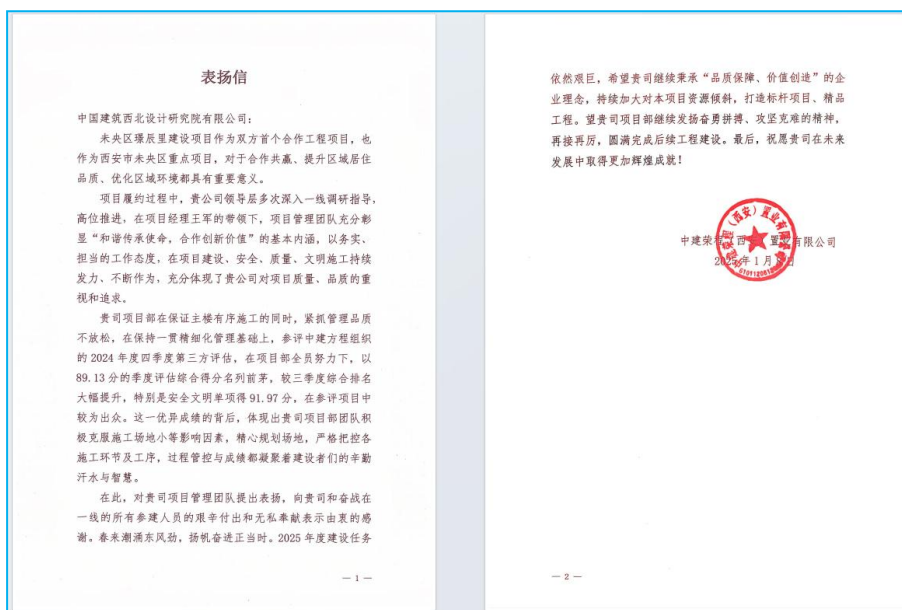 表扬信
中国建筑西北设计研究院有限公司：
未央区璟辰里建设项目作为双方首个合作工程项目，也
作为西安市未央区重点项目，对于合作共赢、提升区域居住
品质、优化区域环境都具有重要意义。
项目履约过程中，贵公司领导层多次深入一线调研指导，
高位推进，在项目经理王军的带领下，项目管理团队充分彰
显“和谐传承使命，合作创新价值”的基本内涵，以务实、
担当的工作态度，在项目建设、安全、质量、文明施工持续
发力、不断作为，充分体现了贵公司对项目质量、品质的重
视和追求。
贵司项目部在保证主楼有序施工的同时，紧抓管理品质
不放松，在保持一贯精细化管理基础上，参评中建方程组织
的 2024 年度四季度第三方评估，在项目部全员努力下，以
89.13 分的季度评估综合得分名列前茅，较三季度综合排名
大幅提升，特别是安全文明单项得 91.97 分，在参评项目中
较为出众。这一优异成绩的背后，体现出贵司项目部团队积
极克服施工场地小等影响因素，精心规划场地，严格把控各
施工环节及工序，过程管控与成绩都凝聚着建设者们的辛勤
汗水与智慧。
在此，对贵司项目管理团队提出表扬，向贵司和奋战在
一线的所有参建人员的艰辛付出和无私奉献表示由衷的感
谢。春来潮涌东风劲，扬帆奋进正当时。2025 年度建设任务
— 1 —
依然艰巨，希望贵司继续秉承“品质保障、价值创造”的企
业理念，持续加大对本项目资源倾斜，打造标杆项目、精品
工程。望贵司项目部继续发扬奋勇拼搏、攻坚克难的精神，
再接再厉，圆满完成后续工程建设。最后，祝愿贵司在未来
发展中取得更加辉煌成就！
中建荣程（西安）置业有限公司
2025 年 1 月 日
— 2 —